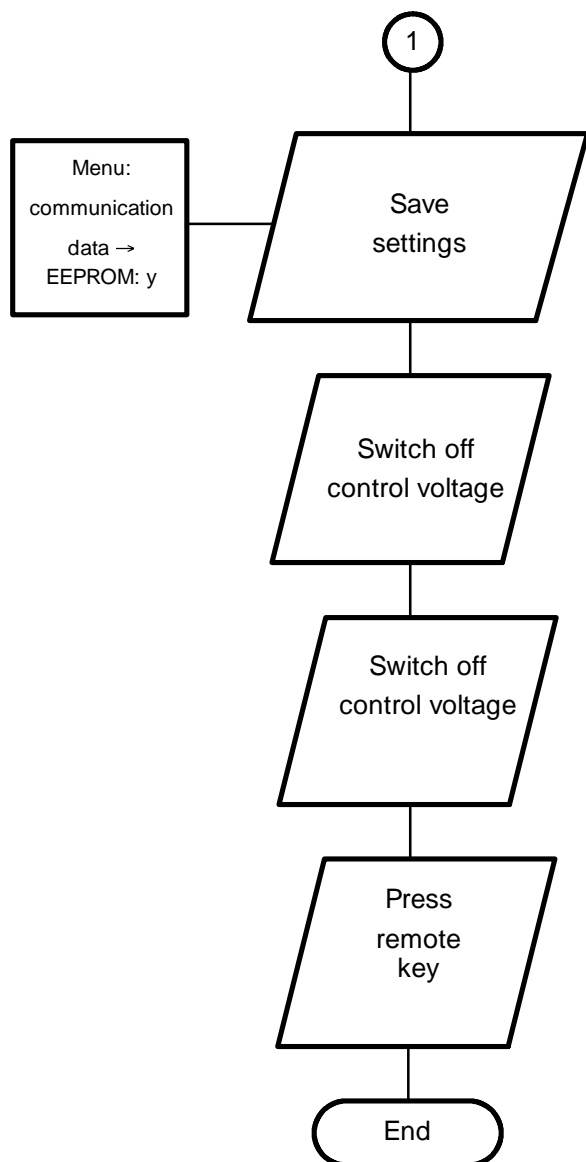 1
Menu:
communication
data →
EEPROM: y
Save
settings
Switch off
control voltage
Switch off
control voltage
Press
remote
key
End